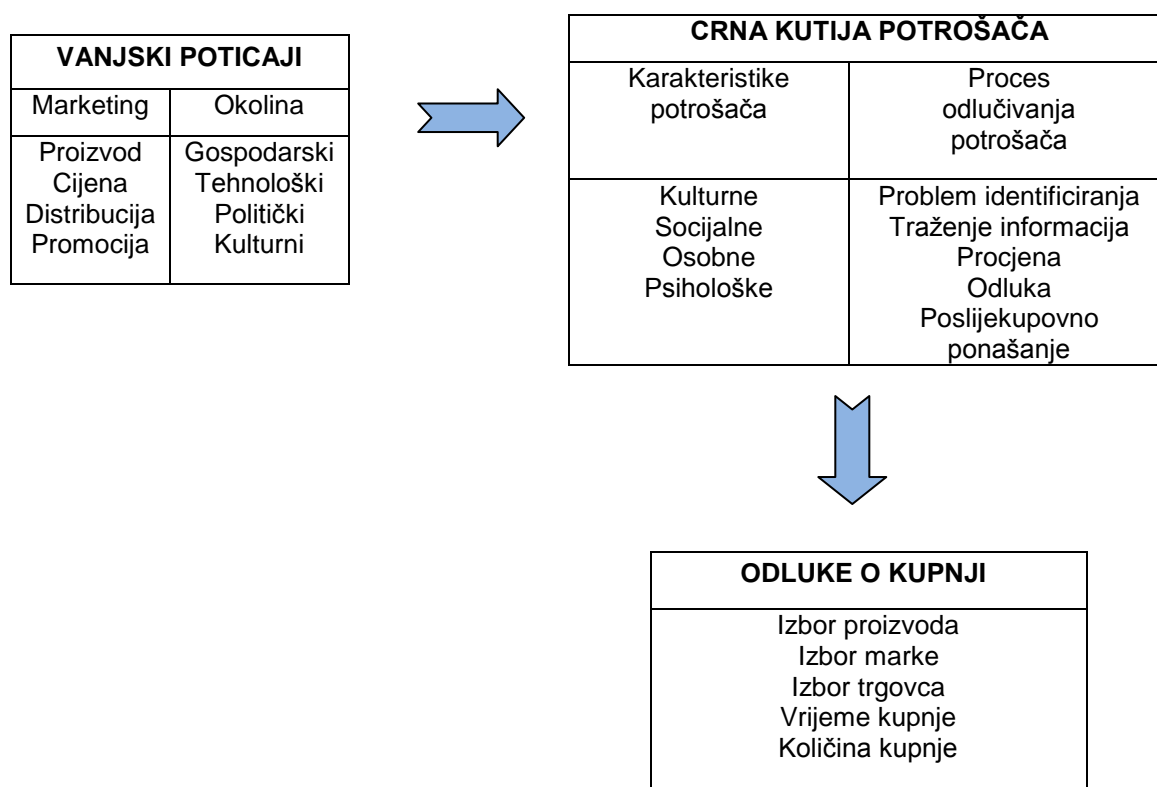 VANJSKI POTICAJI
Marketing
Okolina
Proizvod
Cijena
Distribucija
Promocija
Gospodarski
Tehnološki
Politički
Kulturni
CRNA KUTIJA POTROŠAČA
Karakteristike
potrošača
Proces
odlučivanja
potrošača
Kulturne
Socijalne
Osobne
Psihološke
Problem identificiranja
Traženje informacija
Procjena
Odluka
Poslijekupovno
ponašanje
ODLUKE O KUPNJI
Izbor proizvoda
Izbor marke
Izbor trgovca
Vrijeme kupnje
Količina kupnje